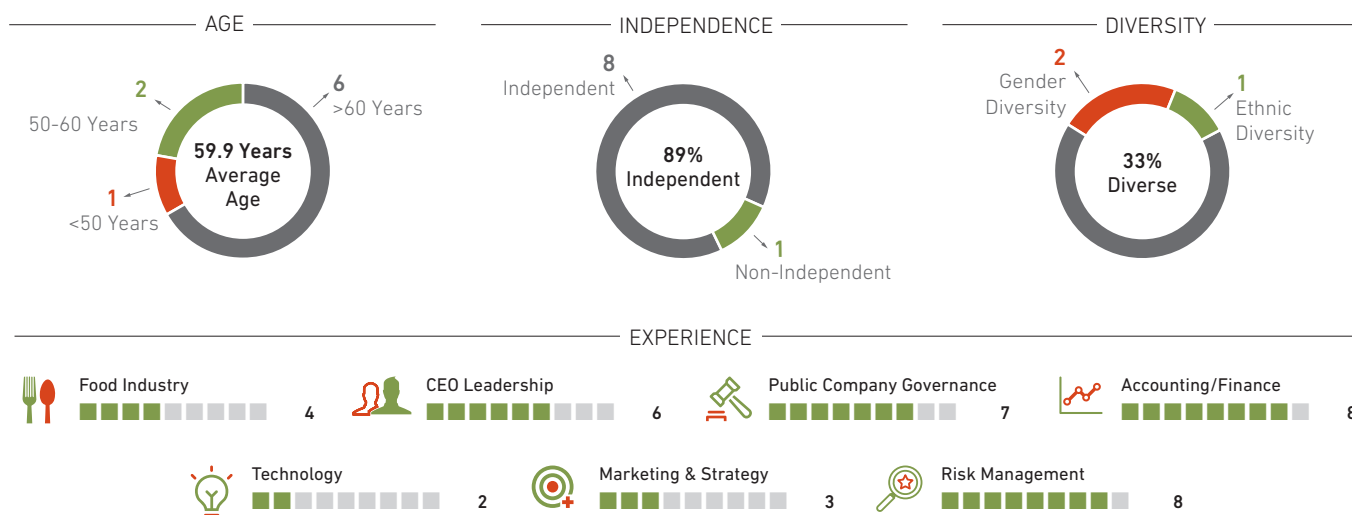 AGE
2
50-60 Years
6
>60 Years
59.9 Years
Average
Age
1
<50 Years
INDEPENDENCE
8
Independent
89%
Independent
1
Non-Independent
DIVERSITY
2
Gender
Diversity
1
Ethnic
Diversity
33%
Diverse
EXPERIENCE
Food Industry
4
CEO Leadership
6
Public Company Governance
7
Accounting/Finance
8
Technology
2
Marketing & Strategy
3
Risk Management
8